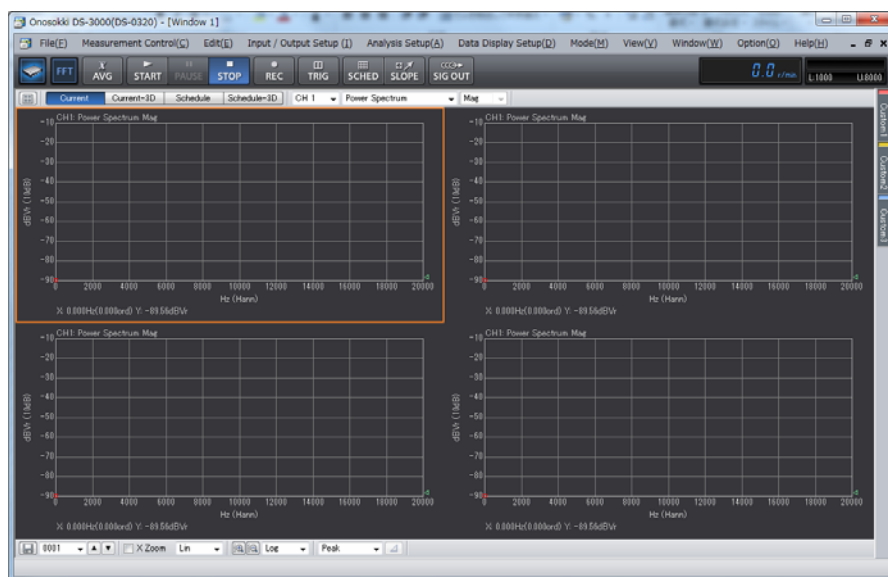 Onosokki DS-3000(DS-0320) - [Window 1]
File(F) Measurement Control(C) Edit(E) Input / Output Setup (I) Analysis Setup(A) Data Display Setup(D) Mode(M) View(V) Window(W) Option(O) Help(H)
FFT AVG START PAUSE STOP REC TRIG SCHED SLOPE SIG OUT 0.0 r/min L:1000 U:8000
Current Current-3D Schedule Schedule-3D CH 1 Power Spectrum Mag
Custom1
Custom2
Custom3
CH1: Power Spectrum Mag
-10
-20
-30
-40
-50
-60
-70
-80
-90
dBVr (10dB)
0 2000 4000 6000 8000 10000 12000 14000 16000 18000 20000
Hz (Hann)
X: 0.000Hz(0.000ord) Y: -89.56dBVr
CH1: Power Spectrum Mag
-10
-20
-30
-40
-50
-60
-70
-80
-90
dBVr (10dB)
0 2000 4000 6000 8000 10000 12000 14000 16000 18000 20000
Hz (Hann)
X: 0.000Hz(0.000ord) Y: -89.56dBVr
CH1: Power Spectrum Mag
-10
-20
-30
-40
-50
-60
-70
-80
-90
dBVr (10dB)
0 2000 4000 6000 8000 10000 12000 14000 16000 18000 20000
Hz (Hann)
X: 0.000Hz(0.000ord) Y: -89.56dBVr
CH1: Power Spectrum Mag
-10
-20
-30
-40
-50
-60
-70
-80
-90
dBVr (10dB)
0 2000 4000 6000 8000 10000 12000 14000 16000 18000 20000
Hz (Hann)
X: 0.000Hz(0.000ord) Y: -89.56dBVr
0001 X Zoom Lin Log Peak